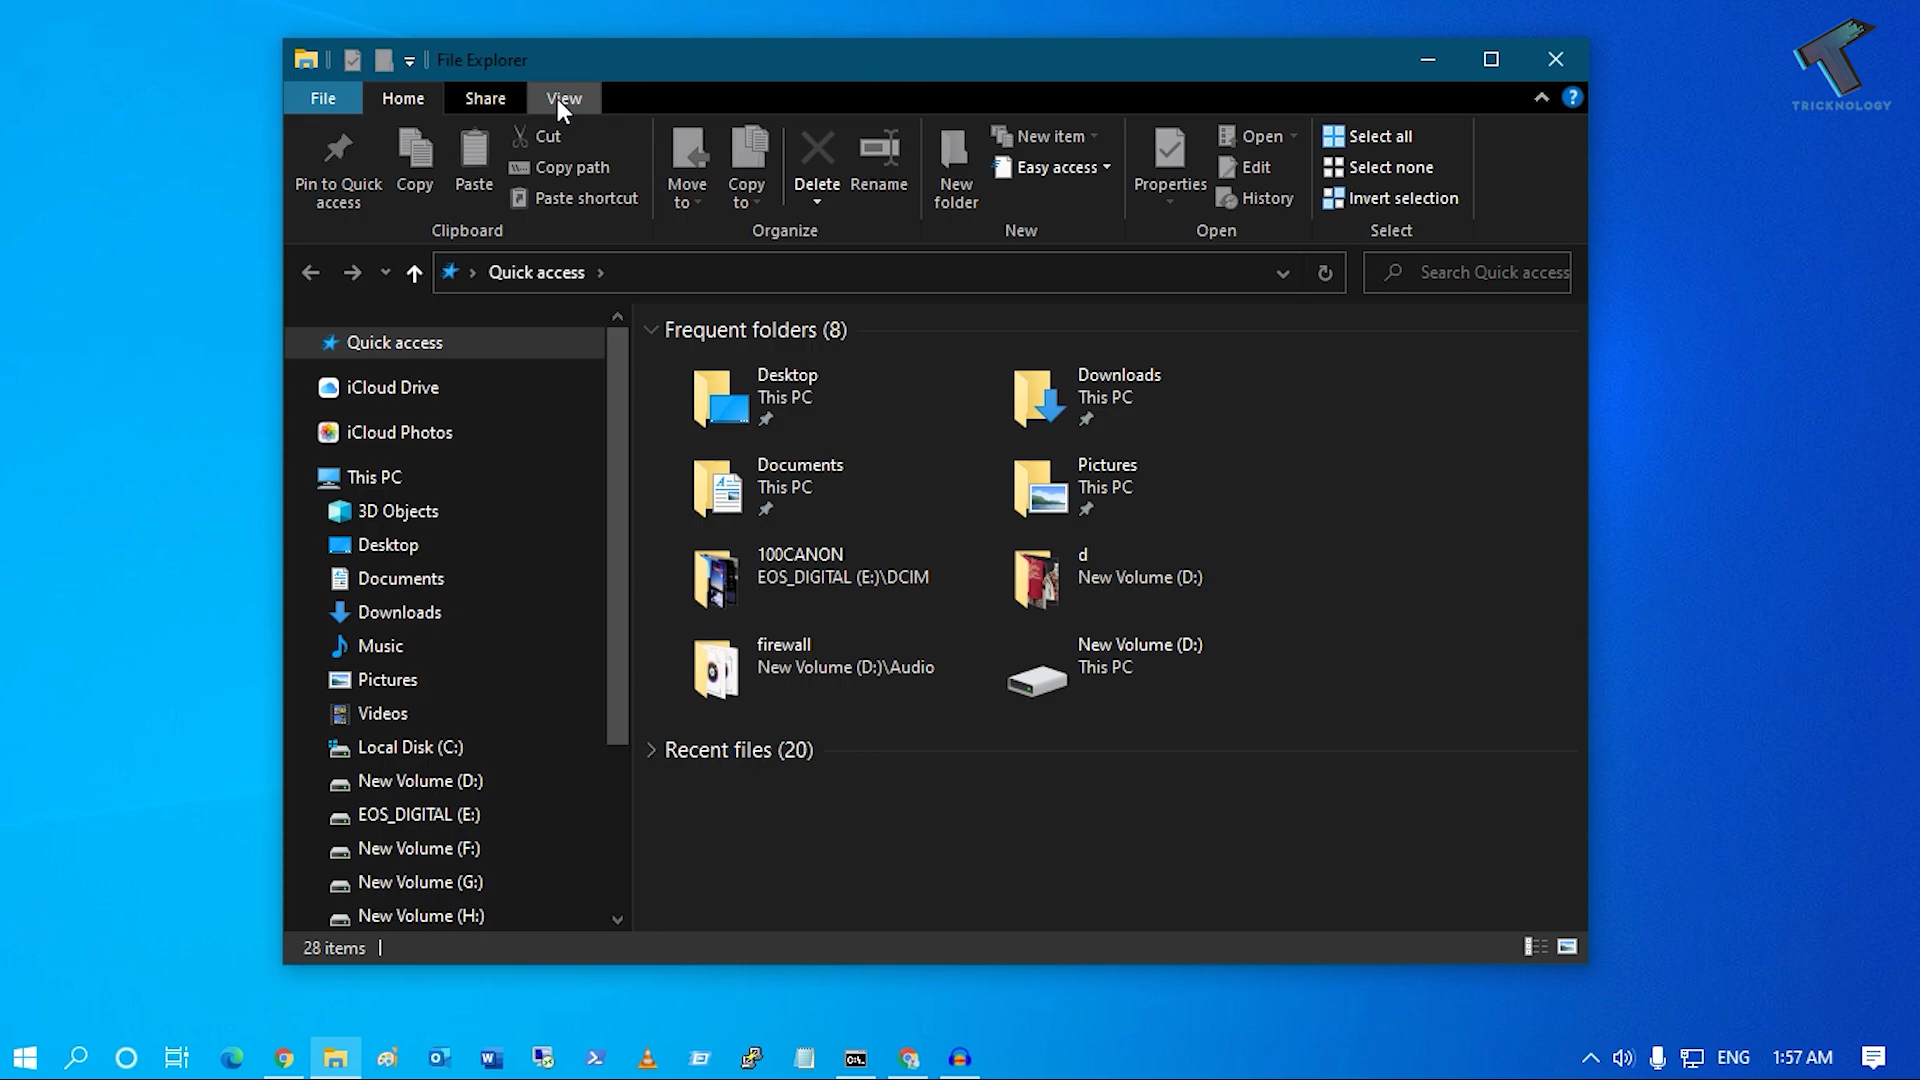 File Explorer
TRICKNOLOGY
File Home Share View
Pin to Quick access
Copy
Paste
Cut
Copy path
Paste shortcut
Clipboard
Move to
Copy to
Delete
Rename
Organize
New folder
New item
Easy access
New
Properties
Open
Edit
History
Open
Select all
Select none
Invert selection
Select
Quick access
Search Quick access
Quick access
iCloud Drive
iCloud Photos
This PC
3D Objects
Desktop
Documents
Downloads
Music
Pictures
Videos
Local Disk (C:)
New Volume (D:)
EOS_DIGITAL (E:)
New Volume (F:)
New Volume (G:)
New Volume (H:)
Frequent folders (8)
Desktop
This PC
Downloads
This PC
Documents
This PC
Pictures
This PC
100CANON
EOS_DIGITAL (E:)\DCIM
d
New Volume (D:)
firewall
New Volume (D:)\Audio
New Volume (D:)
This PC
Recent files (20)
28 items
ENG 1:57 AM